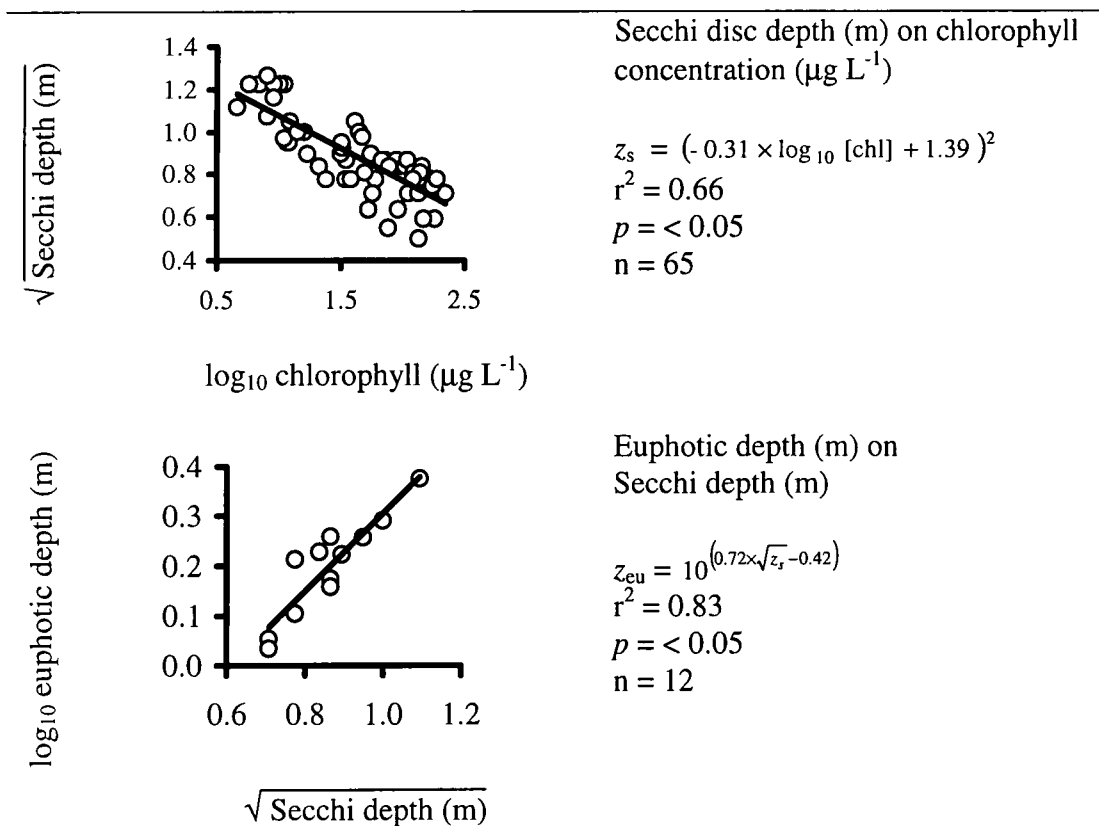 √Secchi depth (m)
1.4
1.2
1.0
0.8
0.6
0.4
0.5 1.5 2.5
log₁₀ chlorophyll (μg L⁻¹)
Secchi disc depth (m) on chlorophyll
concentration (μg L⁻¹)
zₛ = (- 0.31 × log₁₀ [chl] + 1.39 )²
r² = 0.66
p = < 0.05
n = 65
log₁₀ euphotic depth (m)
0.4
0.3
0.2
0.1
0.0
0.6 0.8 1.0 1.2
√Secchi depth (m)
Euphotic depth (m) on
Secchi depth (m)
z_eu = 10^(0.72×√zₛ−0.42)
r² = 0.83
p = < 0.05
n = 12